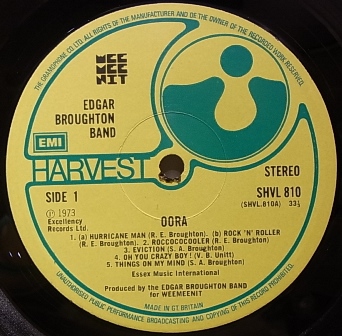 THE GRAMOPHONE CO. LTD. ALL RIGHTS OF THE MANUFACTURER AND OF THE OWNER OF THE RECORDED WORK RESERVED
WEE
MEE
NIT
EDGAR
BROUGHTON
BAND
EMI
HARVEST
STEREO
SIDE 1
SHVL 810
(SHVL.810A) 33⅓
℗ 1973
Excellency
Records Ltd.
OORA
1. (a) HURRICANE MAN (R. E. Broughton). (b) ROCK 'N' ROLLER
(R. E. Broughton) 2. ROCCOCOCOOLER (R. E. Broughton)
3. EVICTION (S. A. Broughton)
4. OH YOU CRAZY BOY! (V. B. Unitt)
5. THINGS ON MY MIND (S. A. Broughton)
Essex Music International
Produced by the EDGAR BROUGHTON BAND
for WEEMEENIT
UNAUTHORISED PUBLIC PERFORMANCE BROADCASTING AND COPYING OF THIS RECORD PROHIBITED
MADE IN GT. BRITAIN